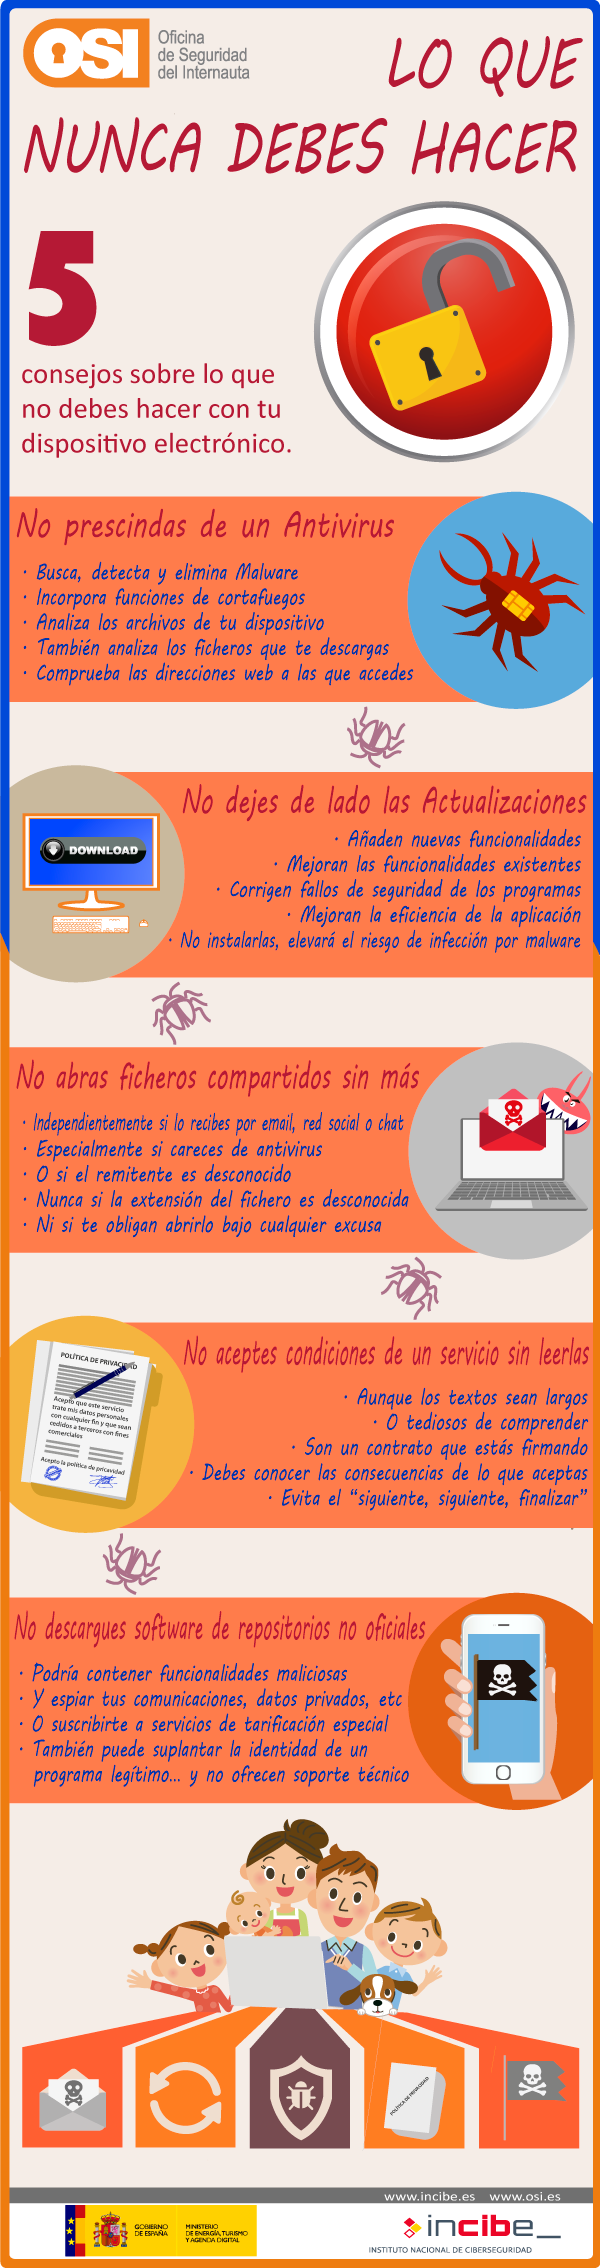 OSI
Oficina
de Seguridad
del Internauta
LO QUE
NUNCA DEBES HACER
5
consejos sobre lo que
no debes hacer con tu
dispositivo electrónico.
No prescindas de un Antivirus
· Busca, detecta y elimina Malware
· Incorpora funciones de cortafuegos
· Analiza los archivos de tu dispositivo
· También analiza los ficheros que te descargas
· Comprueba las direcciones web a las que accedes
DOWNLOAD
No dejes de lado las Actualizaciones
· Añaden nuevas funcionalidades
· Mejoran las funcionalidades existentes
· Corrigen fallos de seguridad de los programas
· Mejoran la eficiencia de la aplicación
· No instalarlas, elevará el riesgo de infección por malware
No abras ficheros compartidos sin más
· Independientemente si lo recibes por email, red social o chat
· Especialmente si careces de antivirus
· O si el remitente es desconocido
· Nunca si la extensión del fichero es desconocida
· Ni si te obligan abrirlo bajo cualquier excusa
POLÍTICA DE PRIVACIDAD
Acepto que este servicio
trate mis datos personales
con cualquier fin y que sean
cedidos a terceros con fines
comerciales
Acepto la política de pricaridad
No aceptes condiciones de un servicio sin leerlas
· Aunque los textos sean largos
· O tediosos de comprender
· Son un contrato que estás firmando
· Debes conocer las consecuencias de lo que aceptas
· Evita el “siguiente, siguiente, finalizar”
No descargues software de repositorios no oficiales
· Podría contener funcionalidades maliciosas
· Y espiar tus comunicaciones, datos privados, etc
· O suscribirte a servicios de tarificación especial
· También puede suplantar la identidad de un
programa legítimo... y no ofrecen soporte técnico
POLÍTICA DE PRIVACIDAD
www.incibe.es www.osi.es
GOBIERNO
DE ESPAÑA
MINISTERIO
DE ENERGÍA, TURISMO
Y AGENDA DIGITAL
incibe_
INSTITUTO NACIONAL DE CIBERSEGURIDAD